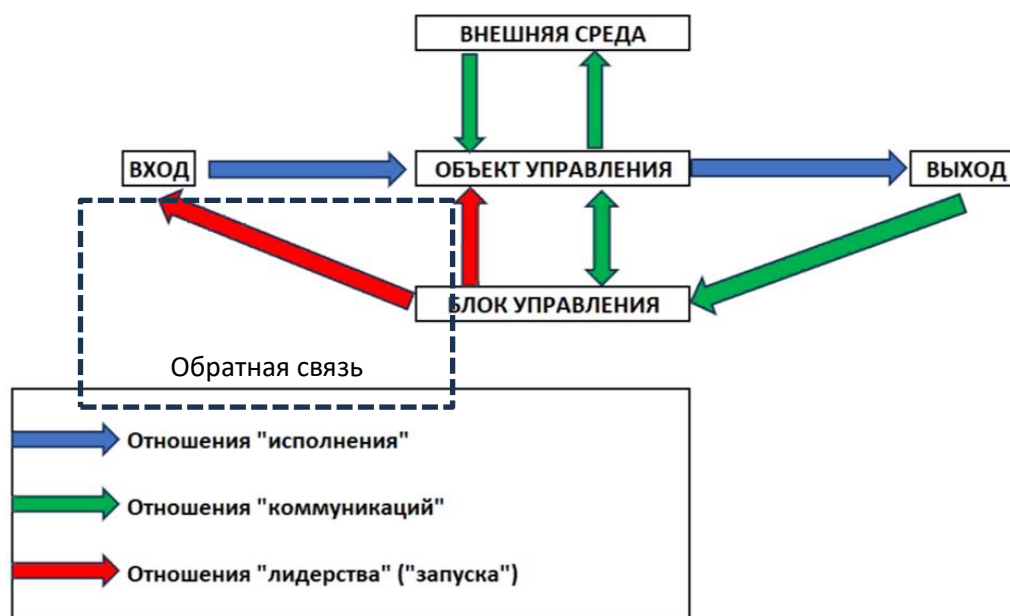 ВНЕШНЯЯ СРЕДА
ВХОД
ОБЪЕКТ УПРАВЛЕНИЯ
ВЫХОД
БЛОК УПРАВЛЕНИЯ
Обратная связь
Отношения "исполнения"
Отношения "коммуникаций"
Отношения "лидерства" ("запуска")